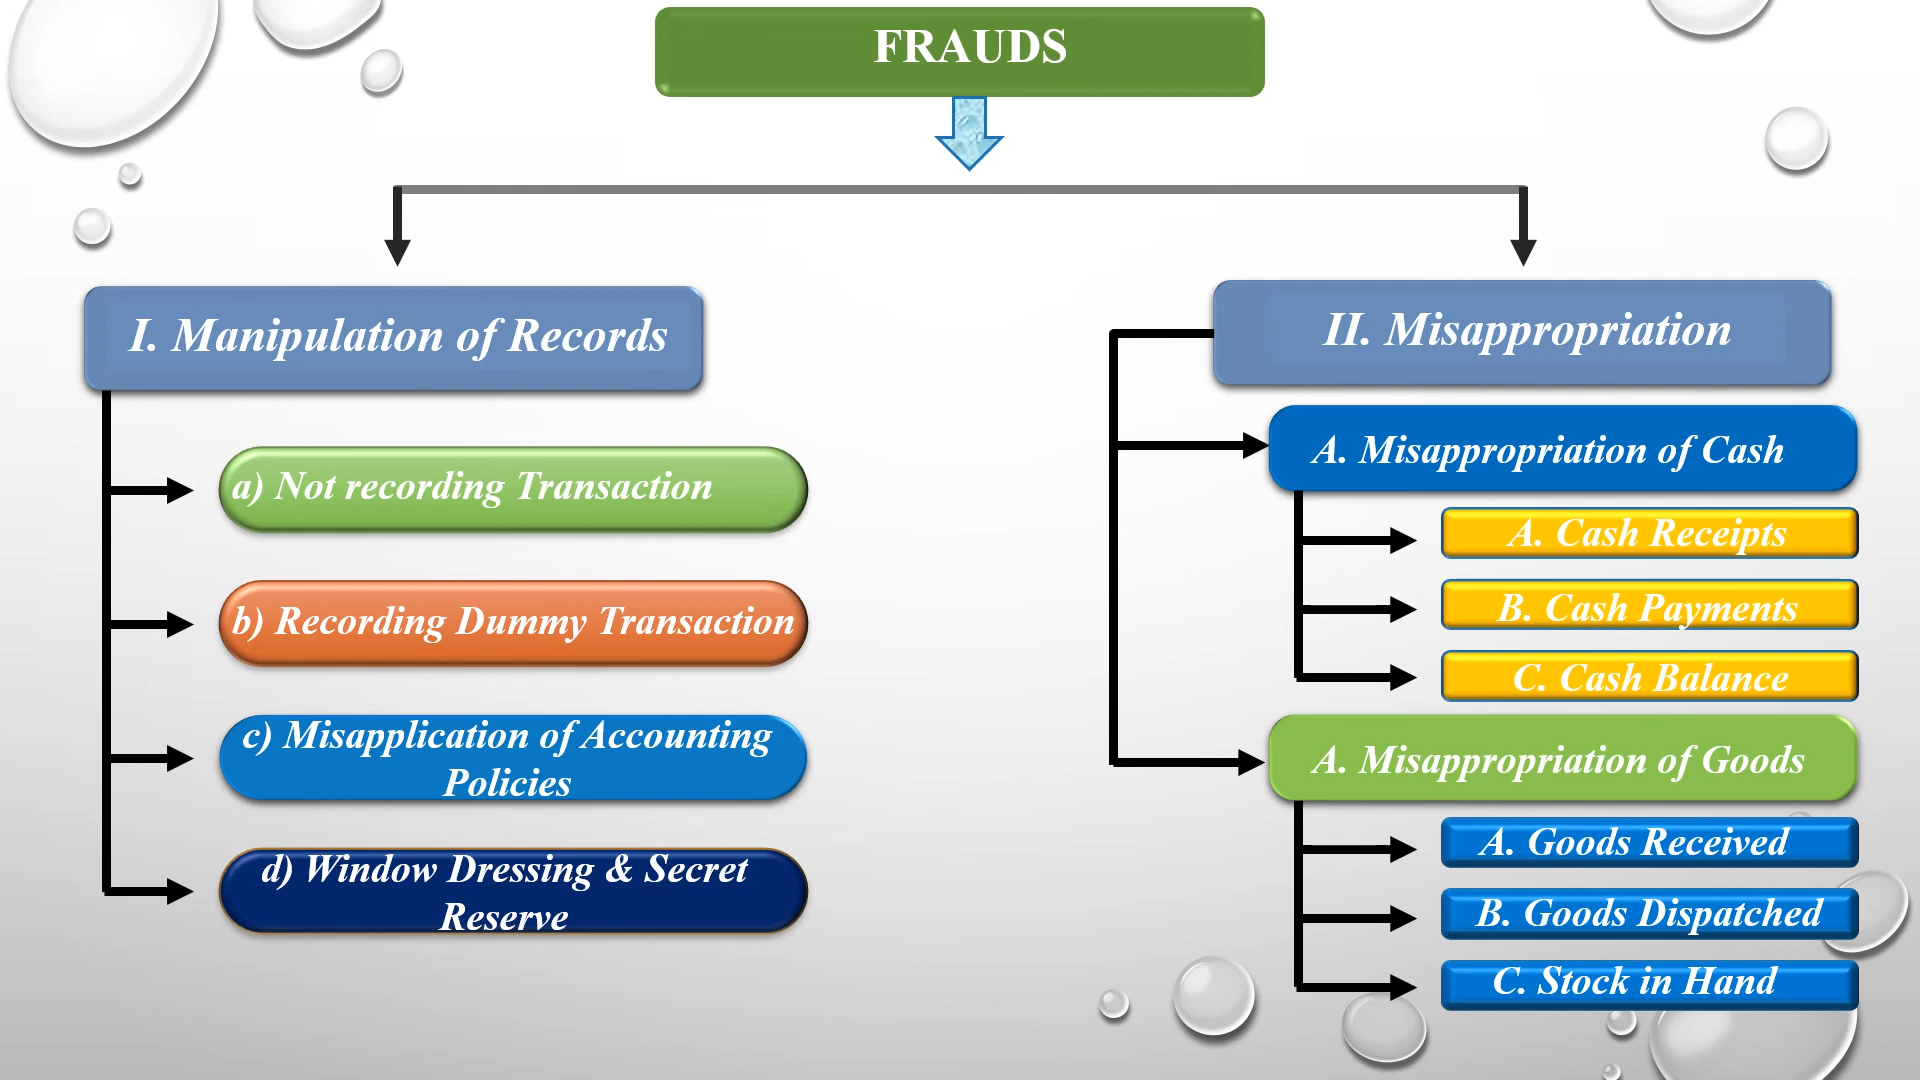 FRAUDS
I. Manipulation of Records
a) Not recording Transaction
b) Recording Dummy Transaction
c) Misapplication of Accounting
Policies
d) Window Dressing & Secret
Reserve
II. Misappropriation
A. Misappropriation of Cash
A. Cash Receipts
B. Cash Payments
C. Cash Balance
A. Misappropriation of Goods
A. Goods Received
B. Goods Dispatched
C. Stock in Hand